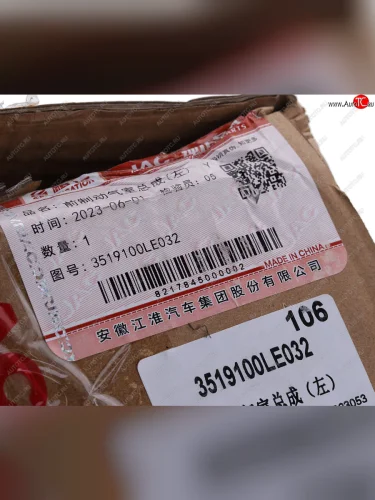 www.AutoTC.ru
品名：前制动气室总成(左)
时间：2023-06-0
检验员：05
数量：1
图号：3519100LE032
8217845000002
MADE IN CHINA
安徽江淮汽车集团股份有限公司
106
3519100LE032
室总成（左）